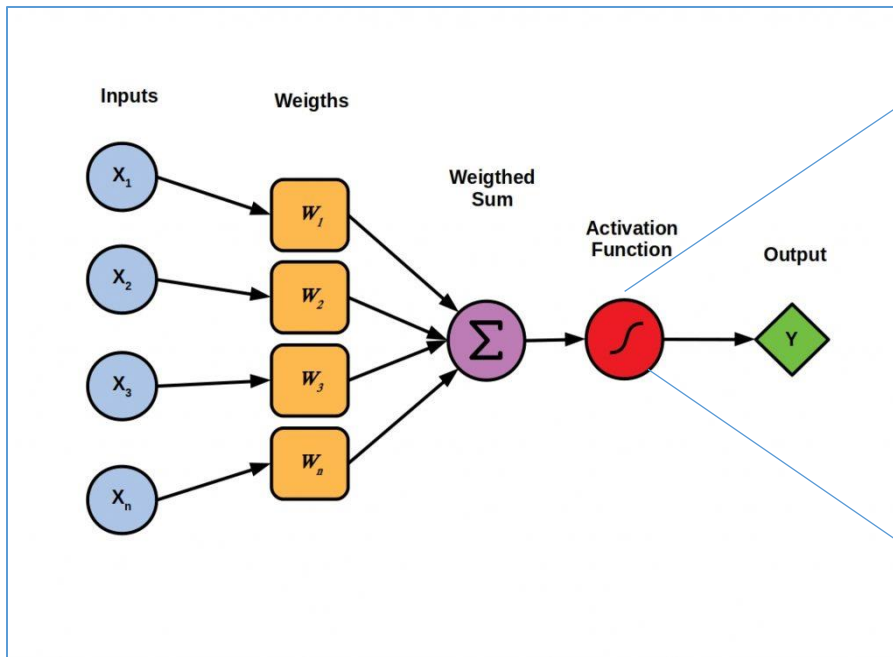 Inputs
Weigths
Weigthed
Sum
Activation
Function
Output
X1
X2
X3
Xn
W1
W2
W3
Wn
Σ
Y